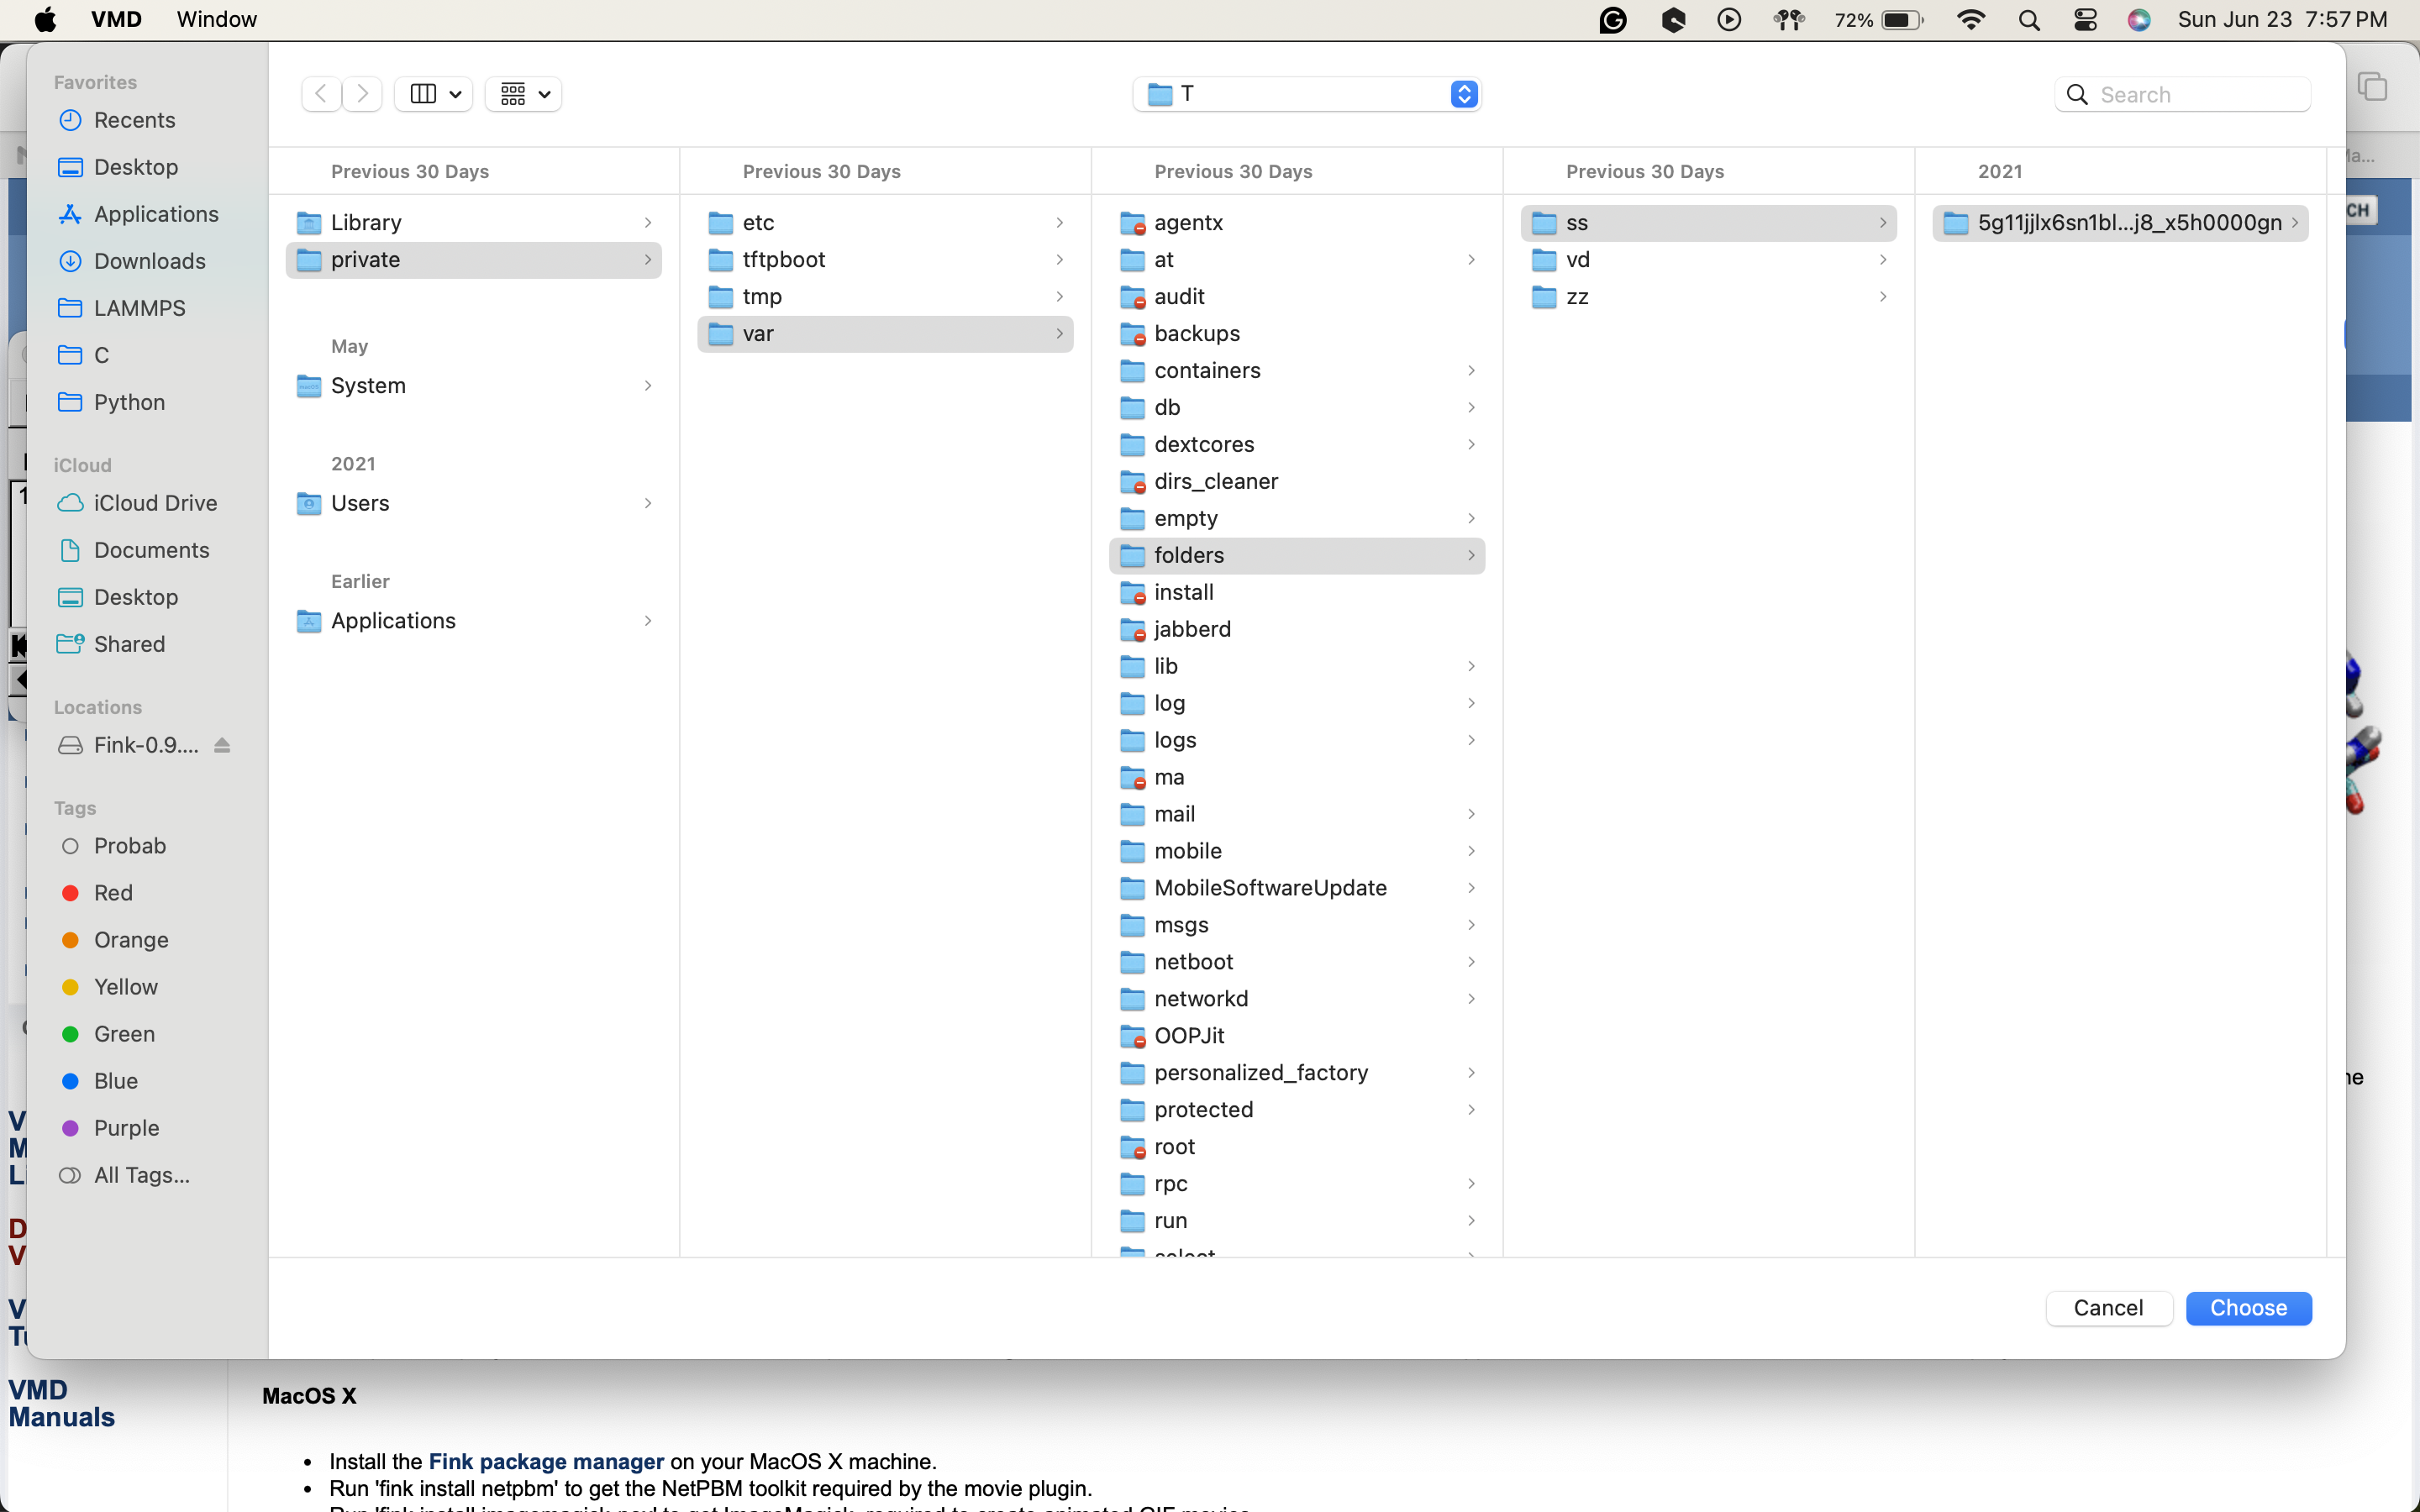 VMD Window 72% Sun Jun 23 7:57 PM
T
Search
Favorites
Recents
Desktop
Applications
Downloads
LAMMPS
C
Python
iCloud
iCloud Drive
Documents
Desktop
Shared
Locations
Fink-0.9....
Tags
Probab
Red
Orange
Yellow
Green
Blue
Purple
All Tags...
Previous 30 Days
Library
private
May
System
2021
Users
Earlier
Applications
Previous 30 Days
etc
tftpboot
tmp
var
Previous 30 Days
agentx
at
audit
backups
containers
db
dextcores
dirs_cleaner
empty
folders
install
jabberd
lib
log
logs
ma
mail
mobile
MobileSoftwareUpdate
msgs
netboot
networkd
OOPJit
personalized_factory
protected
root
rpc
run
select
Previous 30 Days
ss
vd
zz
2021
5g11jjlx6sn1bl...j8_x5h0000gn
Cancel Choose
VMD
Manuals
MacOS X
• Install the Fink package manager on your MacOS X machine.
• Run 'fink install netpbm' to get the NetPBM toolkit required by the movie plugin.